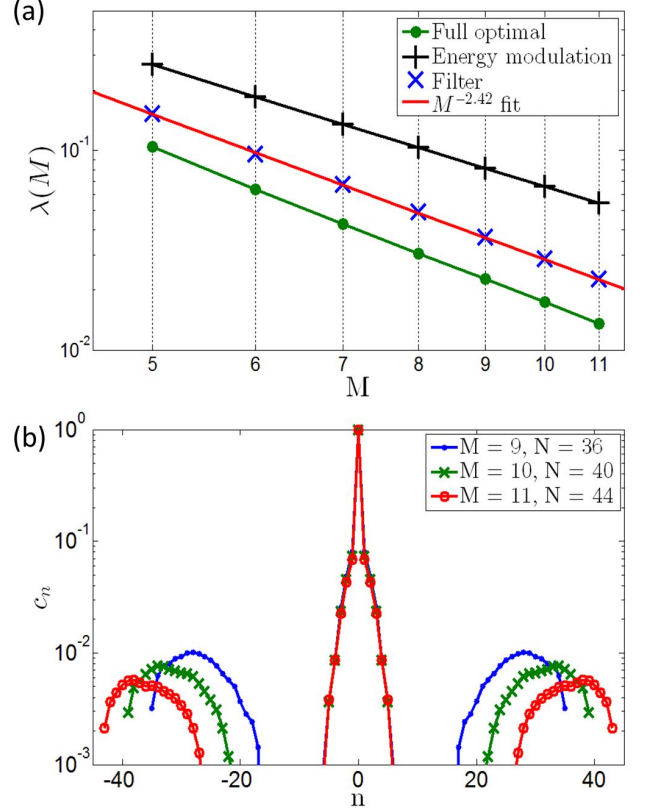 (a)
Full optimal
Energy modulation
Filter
M^{-2.42} fit
λ(M)
10^{-1}
10^{-2}
5 6 7 8 9 10 11
M
(b)
M = 9, N = 36
M = 10, N = 40
M = 11, N = 44
c_n
10^0
10^{-1}
10^{-2}
10^{-3}
-40 -20 0 20 40
n